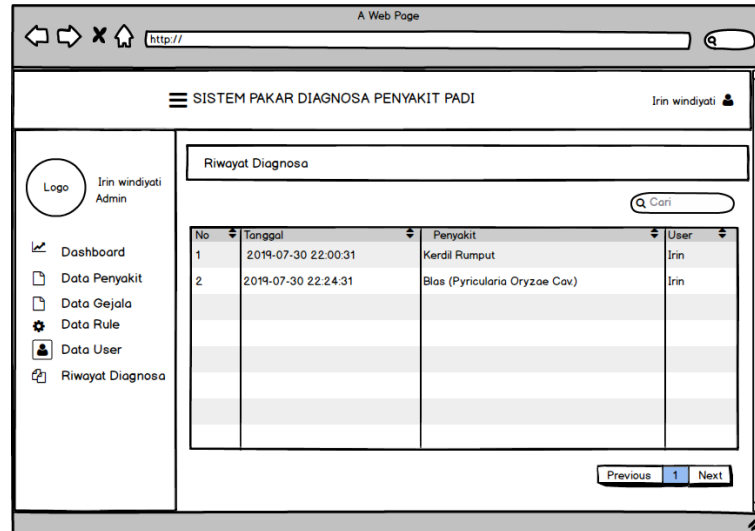 A Web Page
http://
SISTEM PAKAR DIAGNOSA PENYAKIT PADI
Irin windiyati
Logo
Irin windiyati
Admin
Dashboard
Data Penyakit
Data Gejala
Data Rule
Data User
Riwayat Diagnosa
Riwayat Diagnosa
Cari
No Tanggal Penyakit User
1 2019-07-30 22:00:31 Kerdil Rumput Irin
2 2019-07-30 22:24:31 Blas (Pyricularia Oryzae Cav.) Irin
Previous 1 Next